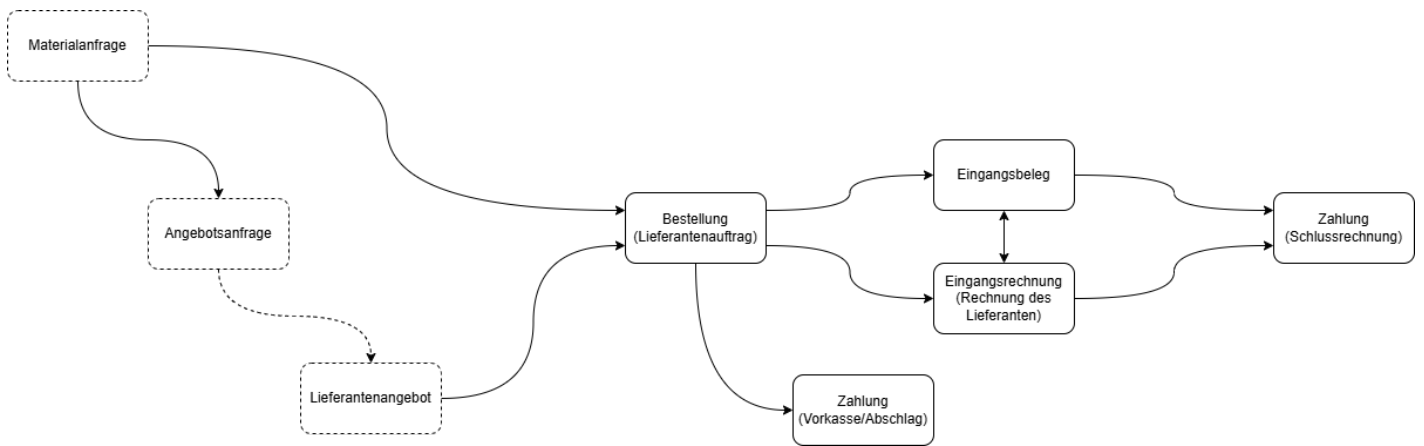 Materialanfrage
Angebotsanfrage
Lieferantenangebot
Bestellung
(Lieferantenauftrag)
Eingangsbeleg
Eingangsrechnung
(Rechnung des
Lieferanten)
Zahlung
(Vorkasse/Abschlag)
Zahlung
(Schlussrechnung)